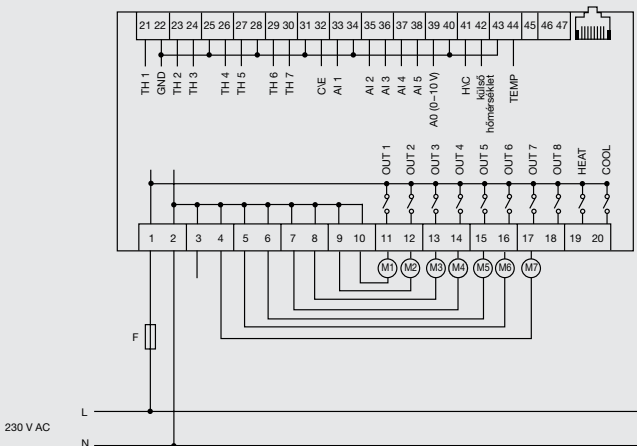 21 22 23 24 25 26 27 28 29 30 31 32 33 34 35 36 37 38 39 40 41 42 43 44 45 46 47
TH 1
GND
TH 2
TH 3
TH 4
TH 5
TH 6
TH 7
C\E
AI 1
AI 2
AI 3
AI 4
AI 5
A0 (0–10 V)
H\C
külső
hőmérséklet
TEMP
OUT 1
OUT 2
OUT 3
OUT 4
OUT 5
OUT 6
OUT 7
OUT 8
HEAT
COOL
1 2 3 4 5 6 7 8 9 10 11 12 13 14 15 16 17 18 19 20
M1 M2 M3 M4 M5 M6 M7
F
L
230 V AC
N